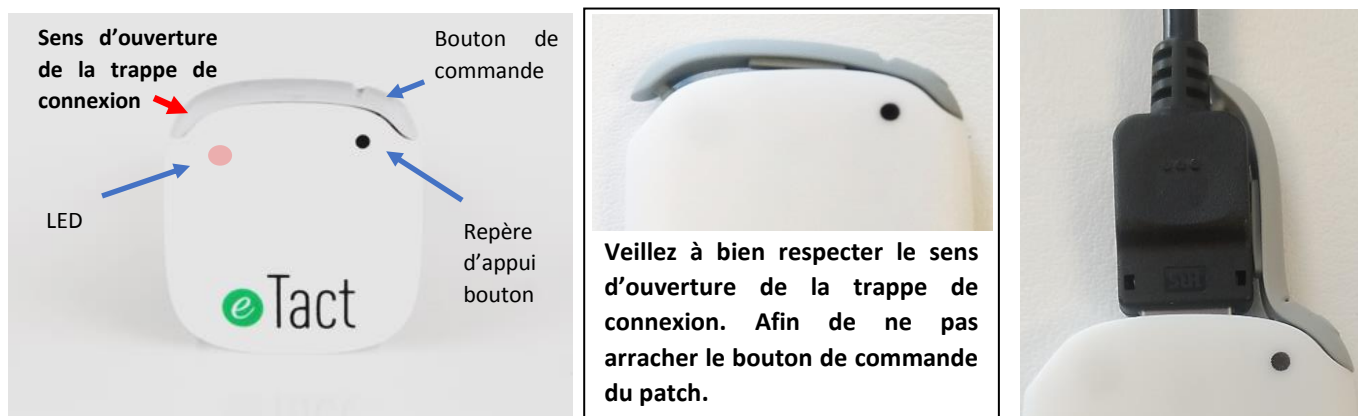 Sens d’ouverture
de la trappe de
connexion
Bouton de
commande
LED
Repère
d’appui
bouton
e Tact
Veillez à bien respecter le sens
d’ouverture de la trappe de
connexion. Afin de ne pas
arracher le bouton de commande
du patch.